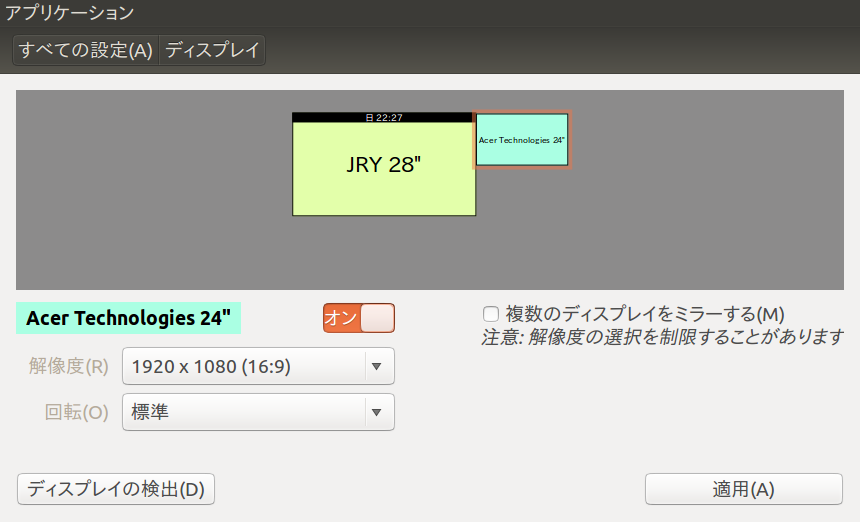 アプリケーション
すべての設定(A) ディスプレイ
日 22:27
JRY 28"
Acer Technologies 24"
Acer Technologies 24"
オン
複数のディスプレイをミラーする(M)
注意: 解像度の選択を制限することがあります
解像度(R) 1920 x 1080 (16:9)
回転(O) 標準
ディスプレイの検出(D)
適用(A)